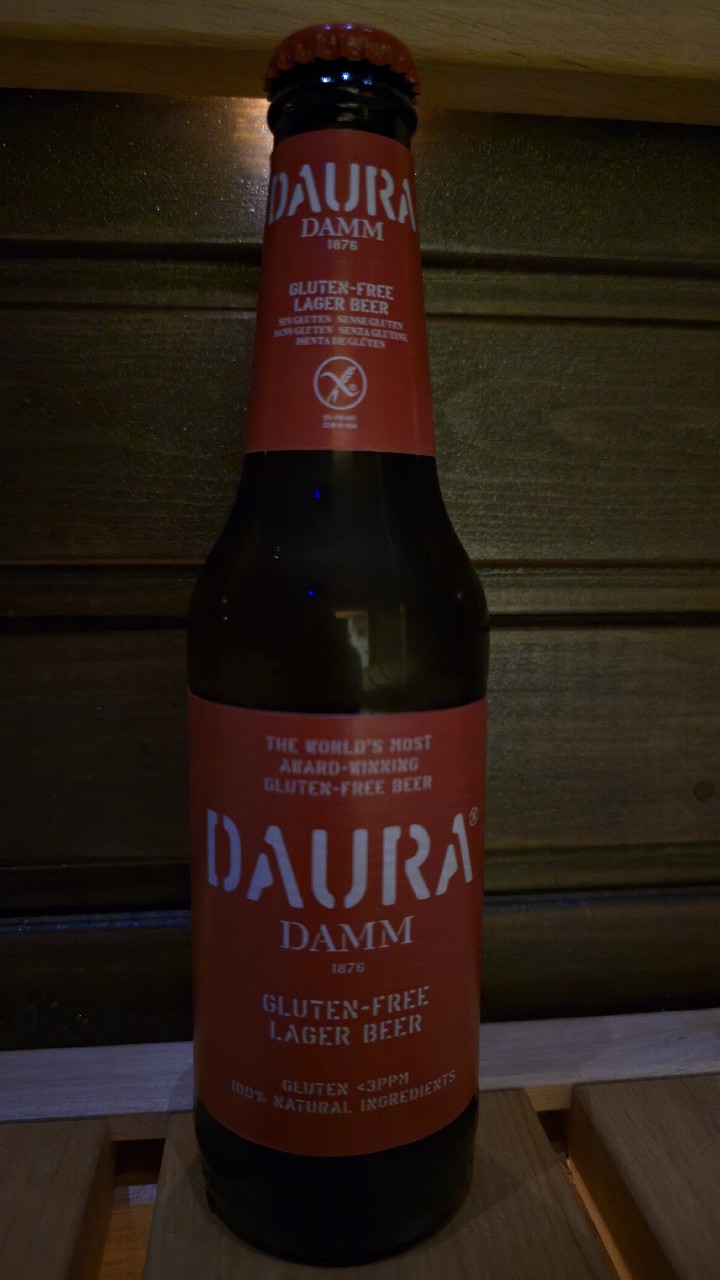 DAURA
DAMM
1876
GLUTEN-FREE
LAGER BEER
SIN GLUTEN SENSE GLUTEN
SANS GLUTEN SENZA GLUTINE
ISENTA DE GLÚTEN
THE WORLD'S MOST
AWARD-WINNING
GLUTEN-FREE BEER
DAURA®
DAMM
1876
GLUTEN-FREE
LAGER BEER
GLUTEN <3PPM
100% NATURAL INGREDIENTS